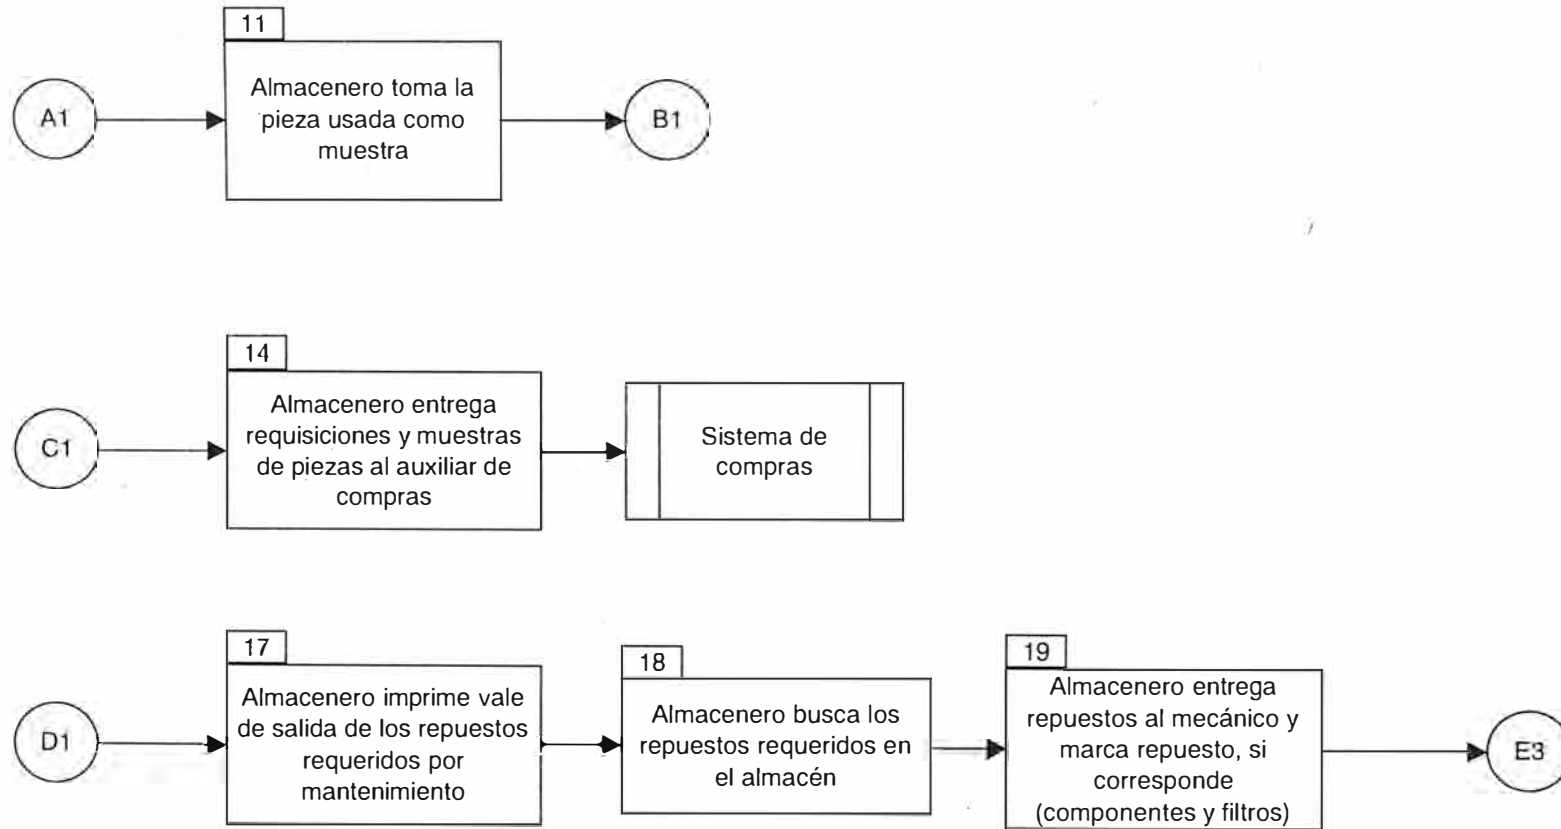 11
A1
Almacenero toma la
pieza usada como
muestra
B1
14
C1
Almacenero entrega
requisiciones y muestras
de piezas al auxiliar de
compras
Sistema de
compras
17
D1
Almacenero imprime vale
de salida de los repuestos
requeridos por
mantenimiento
18
Almacenero busca los
repuestos requeridos en
el almacén
19
Almacenero entrega
repuestos al mecánico y
marca repuesto, si
corresponde
(componentes y filtros)
E3